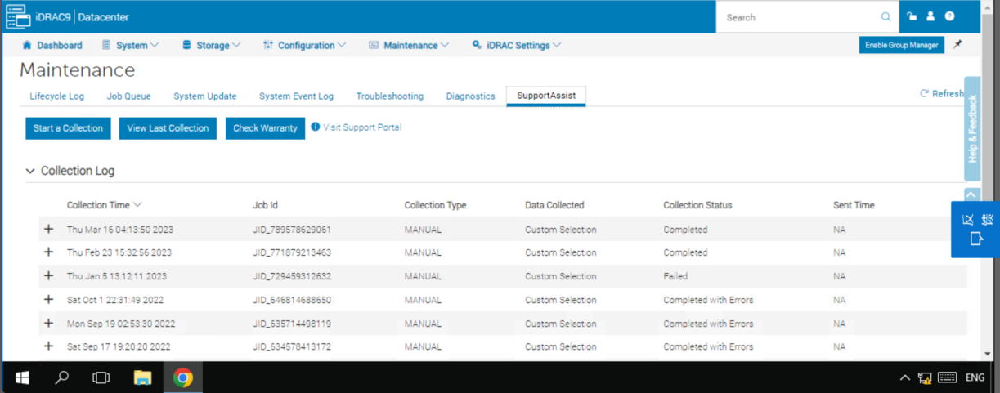 iDRAC9 | Datacenter
Search
Dashboard System Storage Configuration Maintenance iDRAC Settings Enable Group Manager
Maintenance
Lifecycle Log Job Queue System Update System Event Log Troubleshooting Diagnostics SupportAssist Refresh
Start a Collection View Last Collection Check Warranty Visit Support Portal
Help & Feedback
Collection Log
Collection Time Job Id Collection Type Data Collected Collection Status Sent Time
Thu Mar 16 04:13:50 2023 JID_789578629061 MANUAL Custom Selection Completed NA
Thu Feb 23 15:32:56 2023 JID_771879213463 MANUAL Custom Selection Completed NA
Thu Jan 5 13:12:11 2023 JID_729459312632 MANUAL Custom Selection Failed NA
Sat Oct 1 22:31:49 2022 JID_646814688650 MANUAL Custom Selection Completed with Errors NA
Mon Sep 19 02:53:30 2022 JID_635714498119 MANUAL Custom Selection Completed with Errors NA
Sat Sep 17 19:20:20 2022 JID_634578413172 MANUAL Custom Selection Completed with Errors NA
ENG